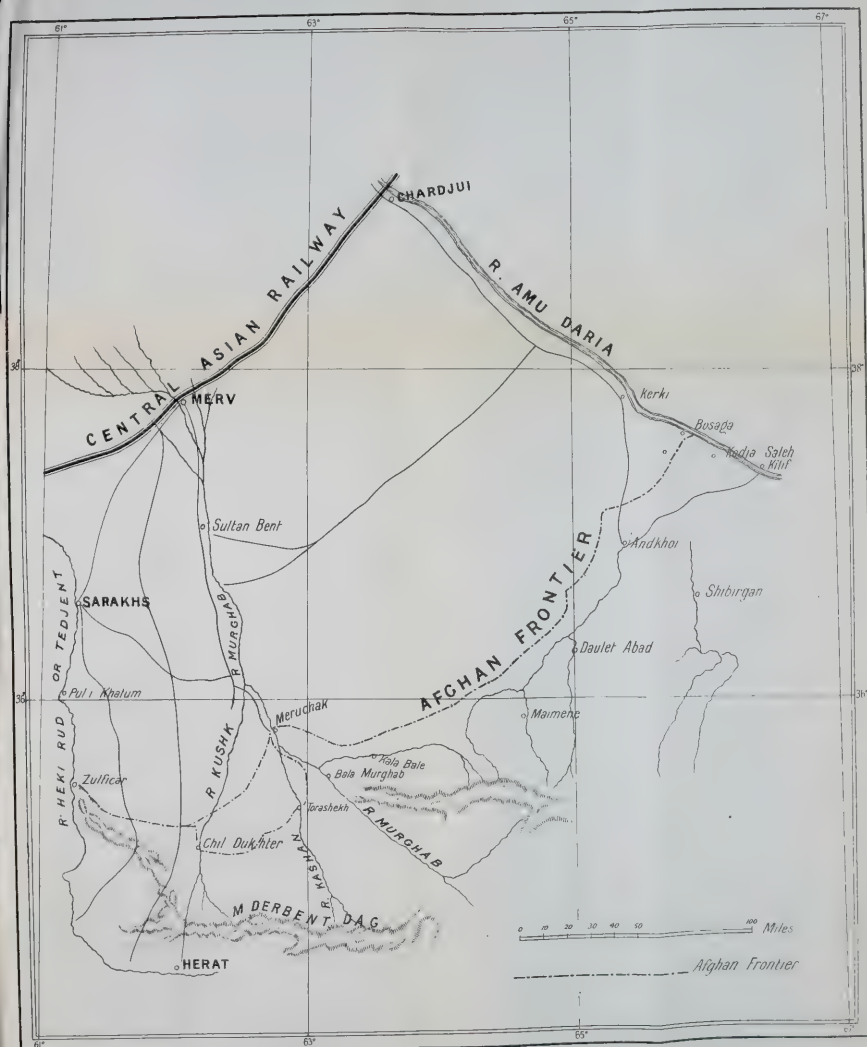 61°
63°
65°
67°
CHARDJUI
CENTRAL ASIAN RAILWAY
R. AMU DARIA
38°
38°
MERV
Kerki
Bosaga
Kadja Saleh
Kilif
Sultan Bent
Andkhoi
SARAKHS
Shibirgan
R. HEKI RUD OR TEDJENT
R MURGHAB
AFGHAN FRONTIER
Daulet Abad
Pul i Khatum
36°
36°
Meruchak
Maimene
R KUSHK
Kala Bale
Bala Murghab
Zulficar
Torashekh
R MURGHAB
Chil Dukhter
R. KASHAN
M DERBENT DAG
HERAT
0 10 20 30 40 50 100 Miles
Afghan Frontier
61°
63°
65°